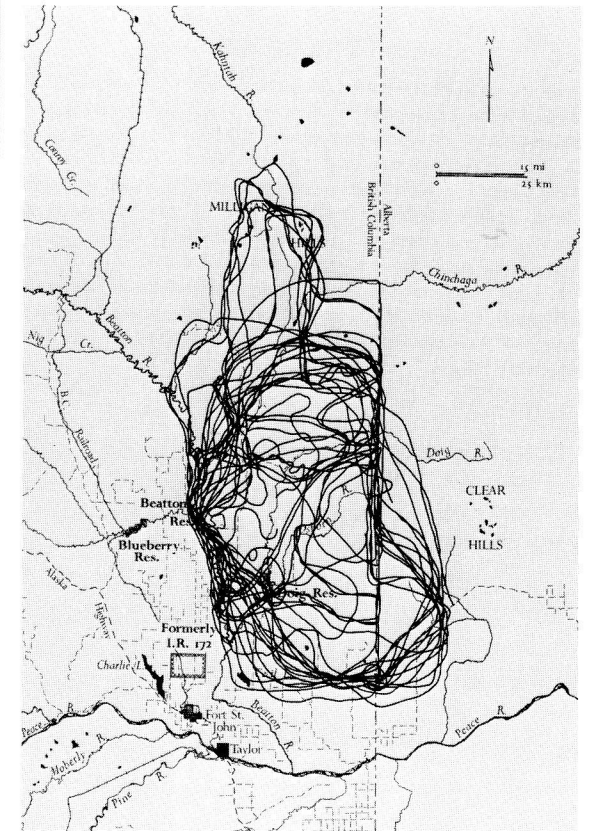 Kahntah R.
N
Conroy Cr.
15 mi
25 km
MILLIGAN
HILLS
British Columbia
Alberta
Chinchaga R.
Beatton R.
Nig Cr.
B.C. Railroad
Doig R.
CLEAR
HILLS
Beatton
Res.
R.
Blueberry
Res.
Doig Res.
Alaska
Highway
Formerly
I.R. 172
Charlie L.
Fort St.
John
Beatton R.
Taylor
Peace R.
Peace R.
Moberly R.
Pine R.